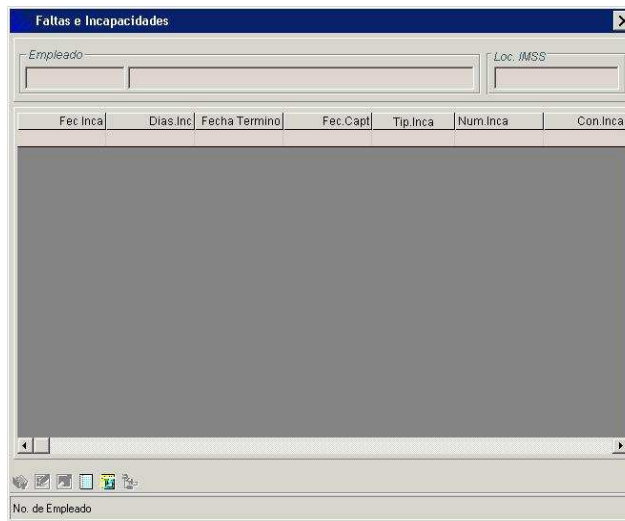 Faltas e Incapacidades
Empleado
Loc. IMSS
Fec Inca Dias.Inc Fecha Termino Fec.Capt Tip.Inca Num.Inca Con.Inca
No. de Empleado